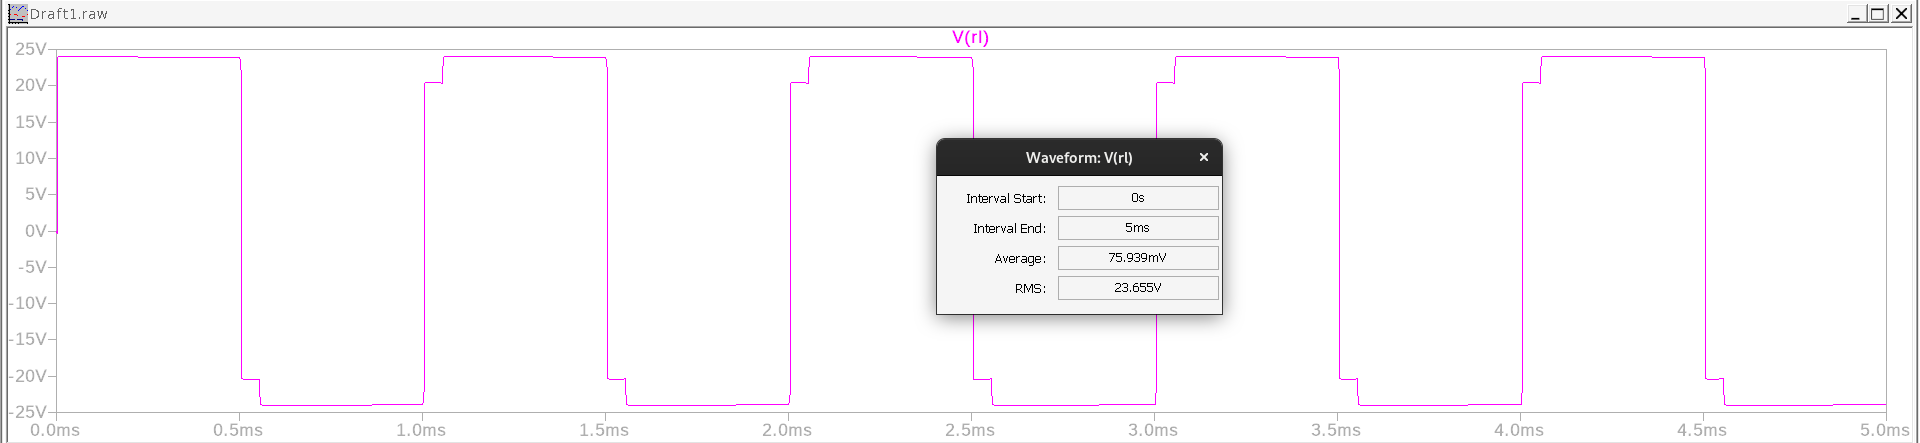 Draft1.raw
V(rl)
25V
20V
15V
10V
5V
0V
-5V
-10V
-15V
-20V
-25V
0.0ms 0.5ms 1.0ms 1.5ms 2.0ms 2.5ms 3.0ms 3.5ms 4.0ms 4.5ms 5.0ms
Waveform: V(rl)
Interval Start: 0s
Interval End: 5ms
Average: 75.939mV
RMS: 23.655V